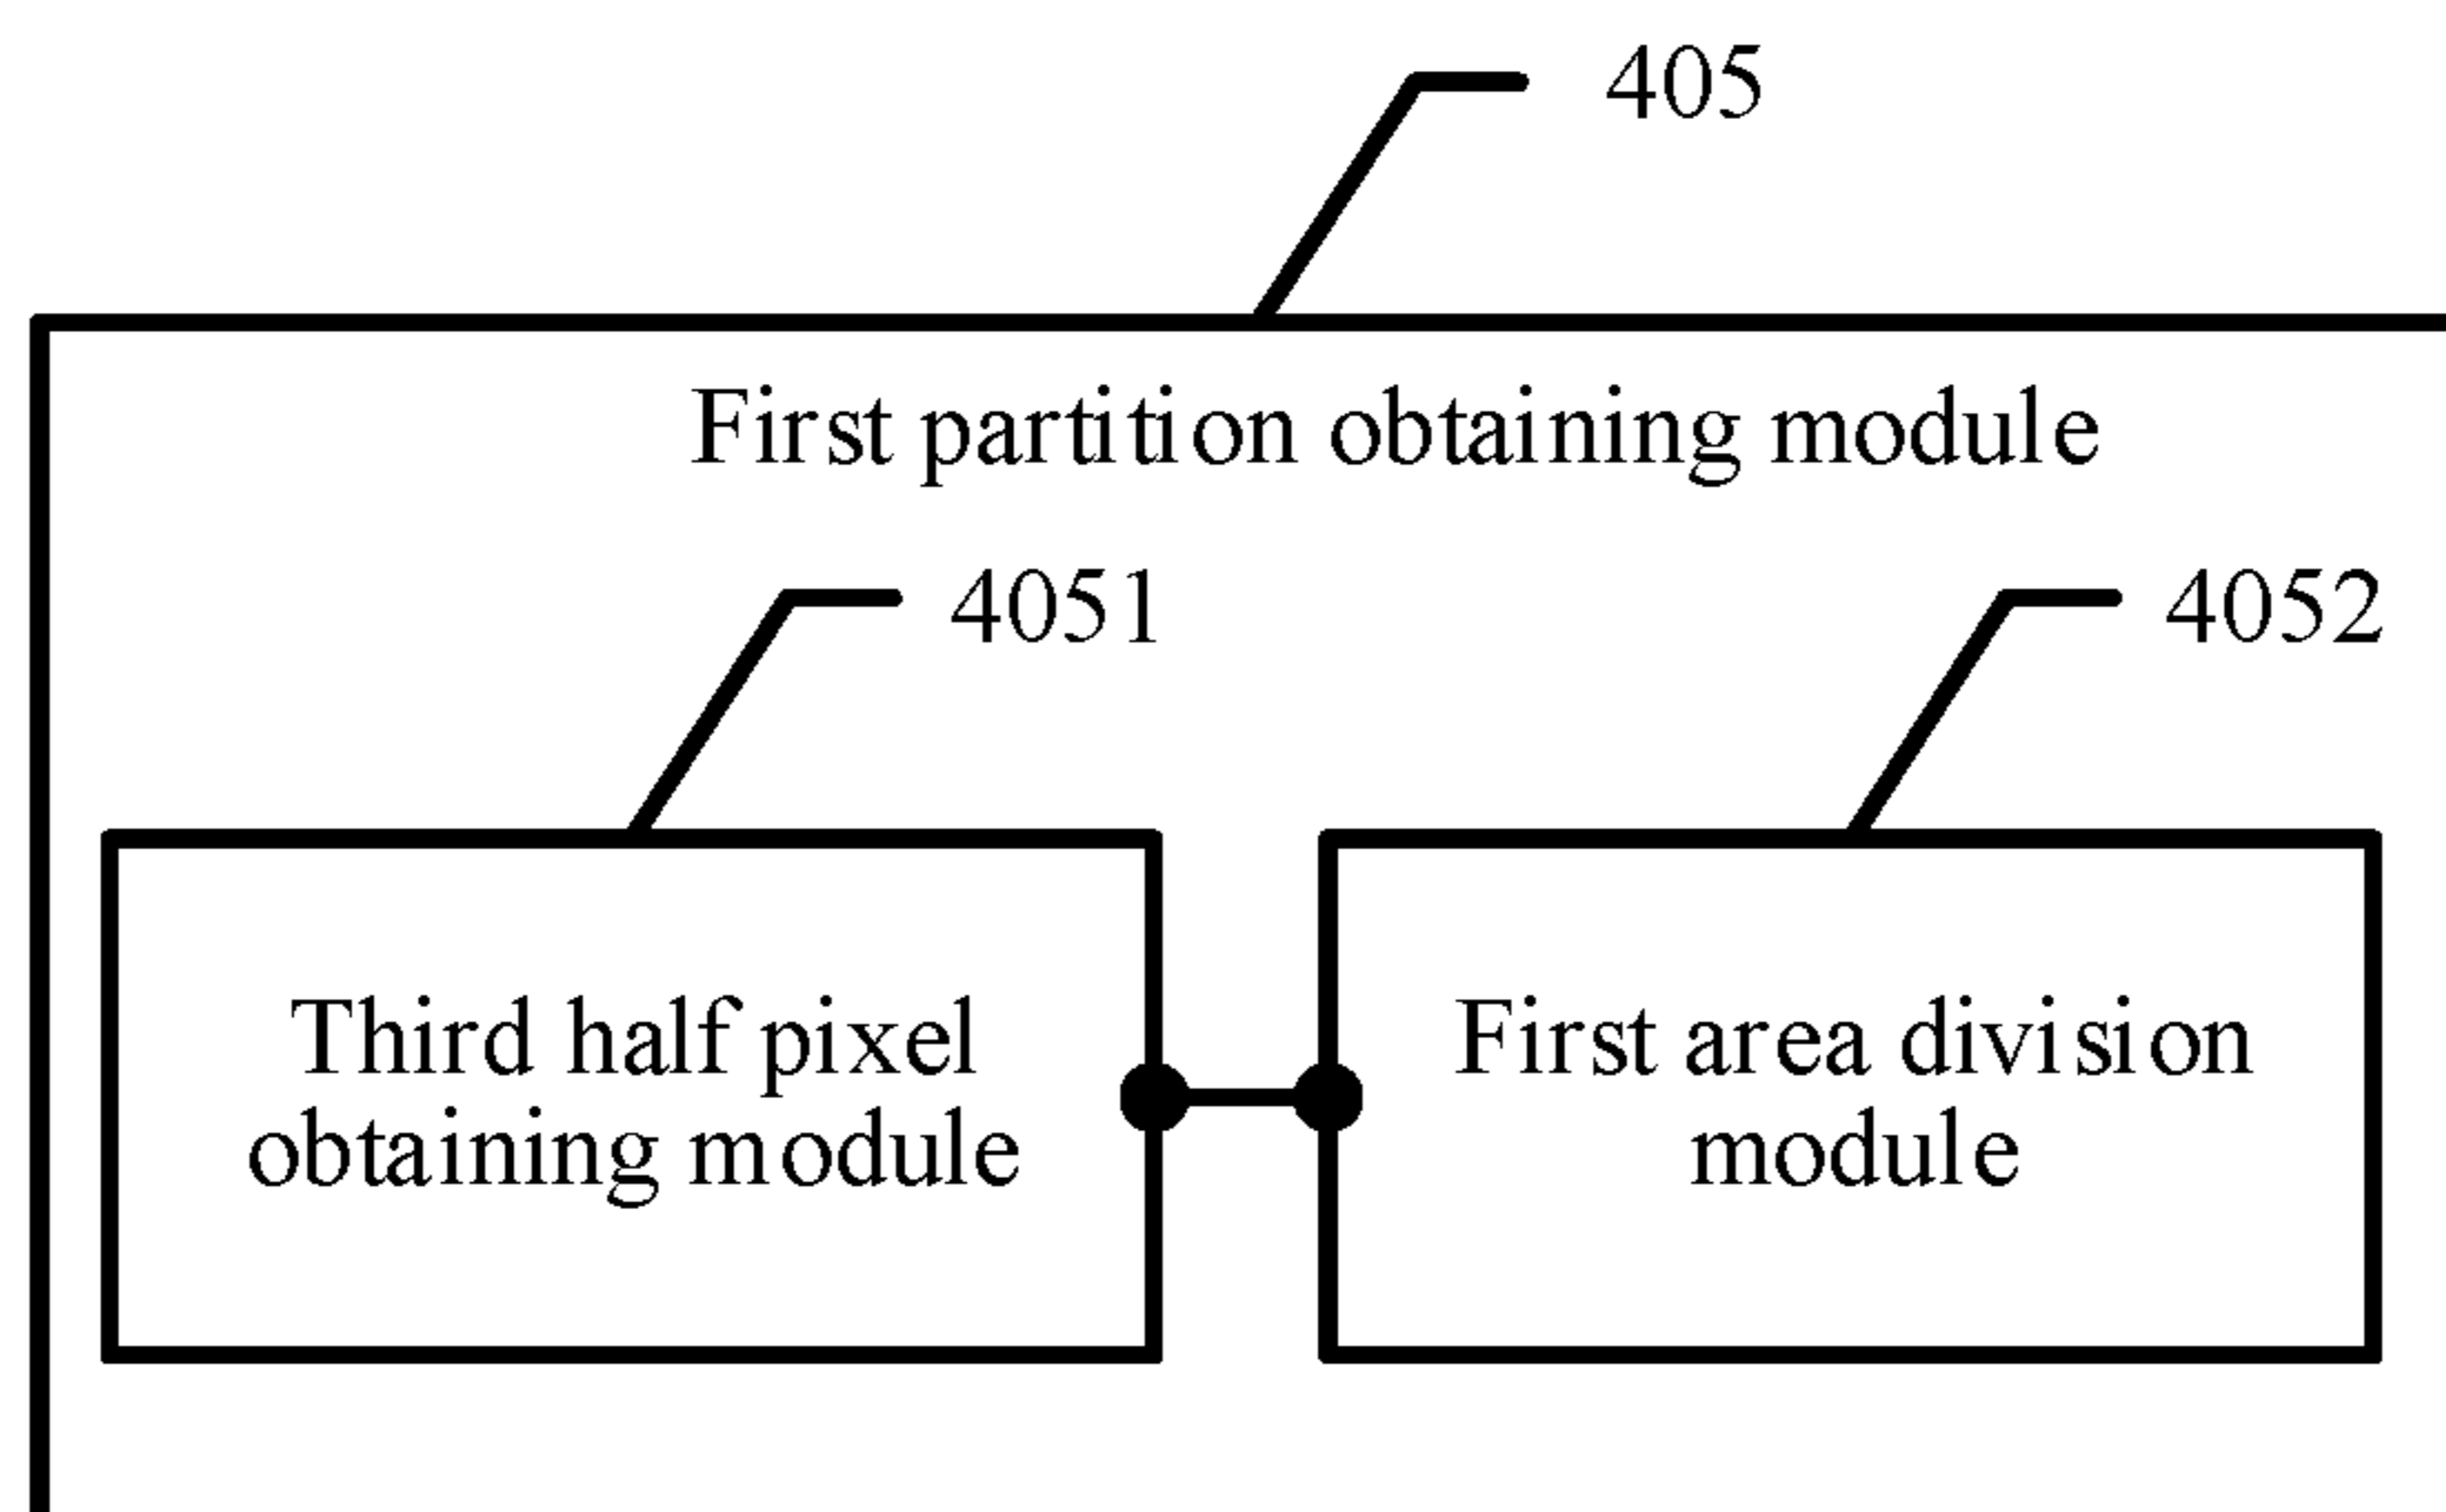 405
First partition obtaining module
4051
4052
Third half pixel
obtaining module
First area division
module